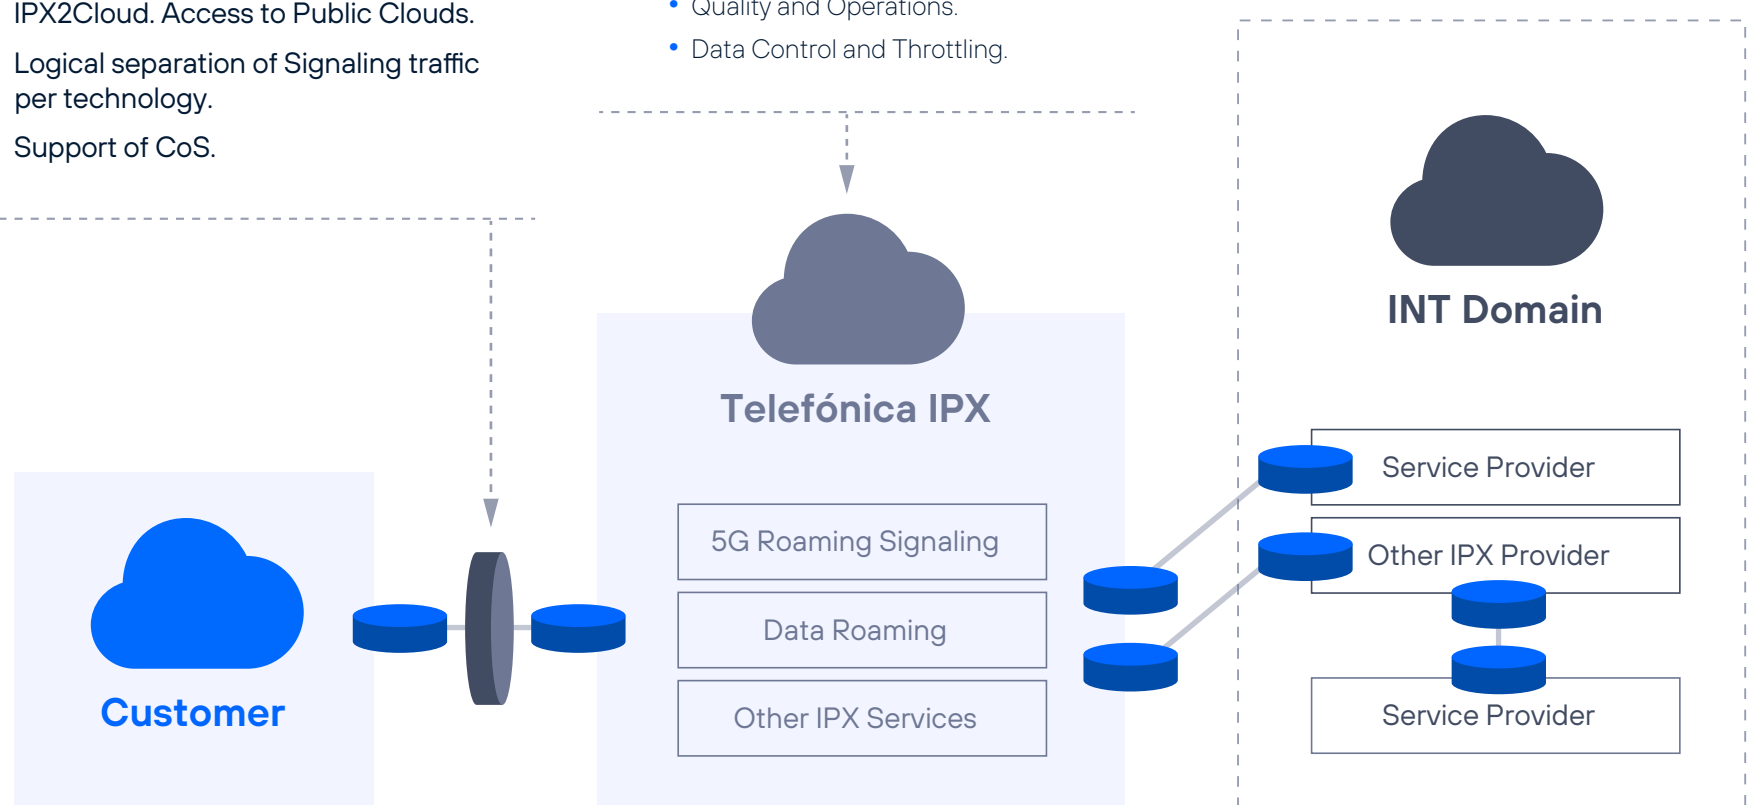 IPX2Cloud. Access to Public Clouds.
Logical separation of Signaling traffic
per technology.
Support of CoS.
Quality and Operations.
Data Control and Throttling.
INT Domain
Telefónica IPX
Service Provider
5G Roaming Signaling
Other IPX Provider
Data Roaming
Customer
Other IPX Services
Service Provider